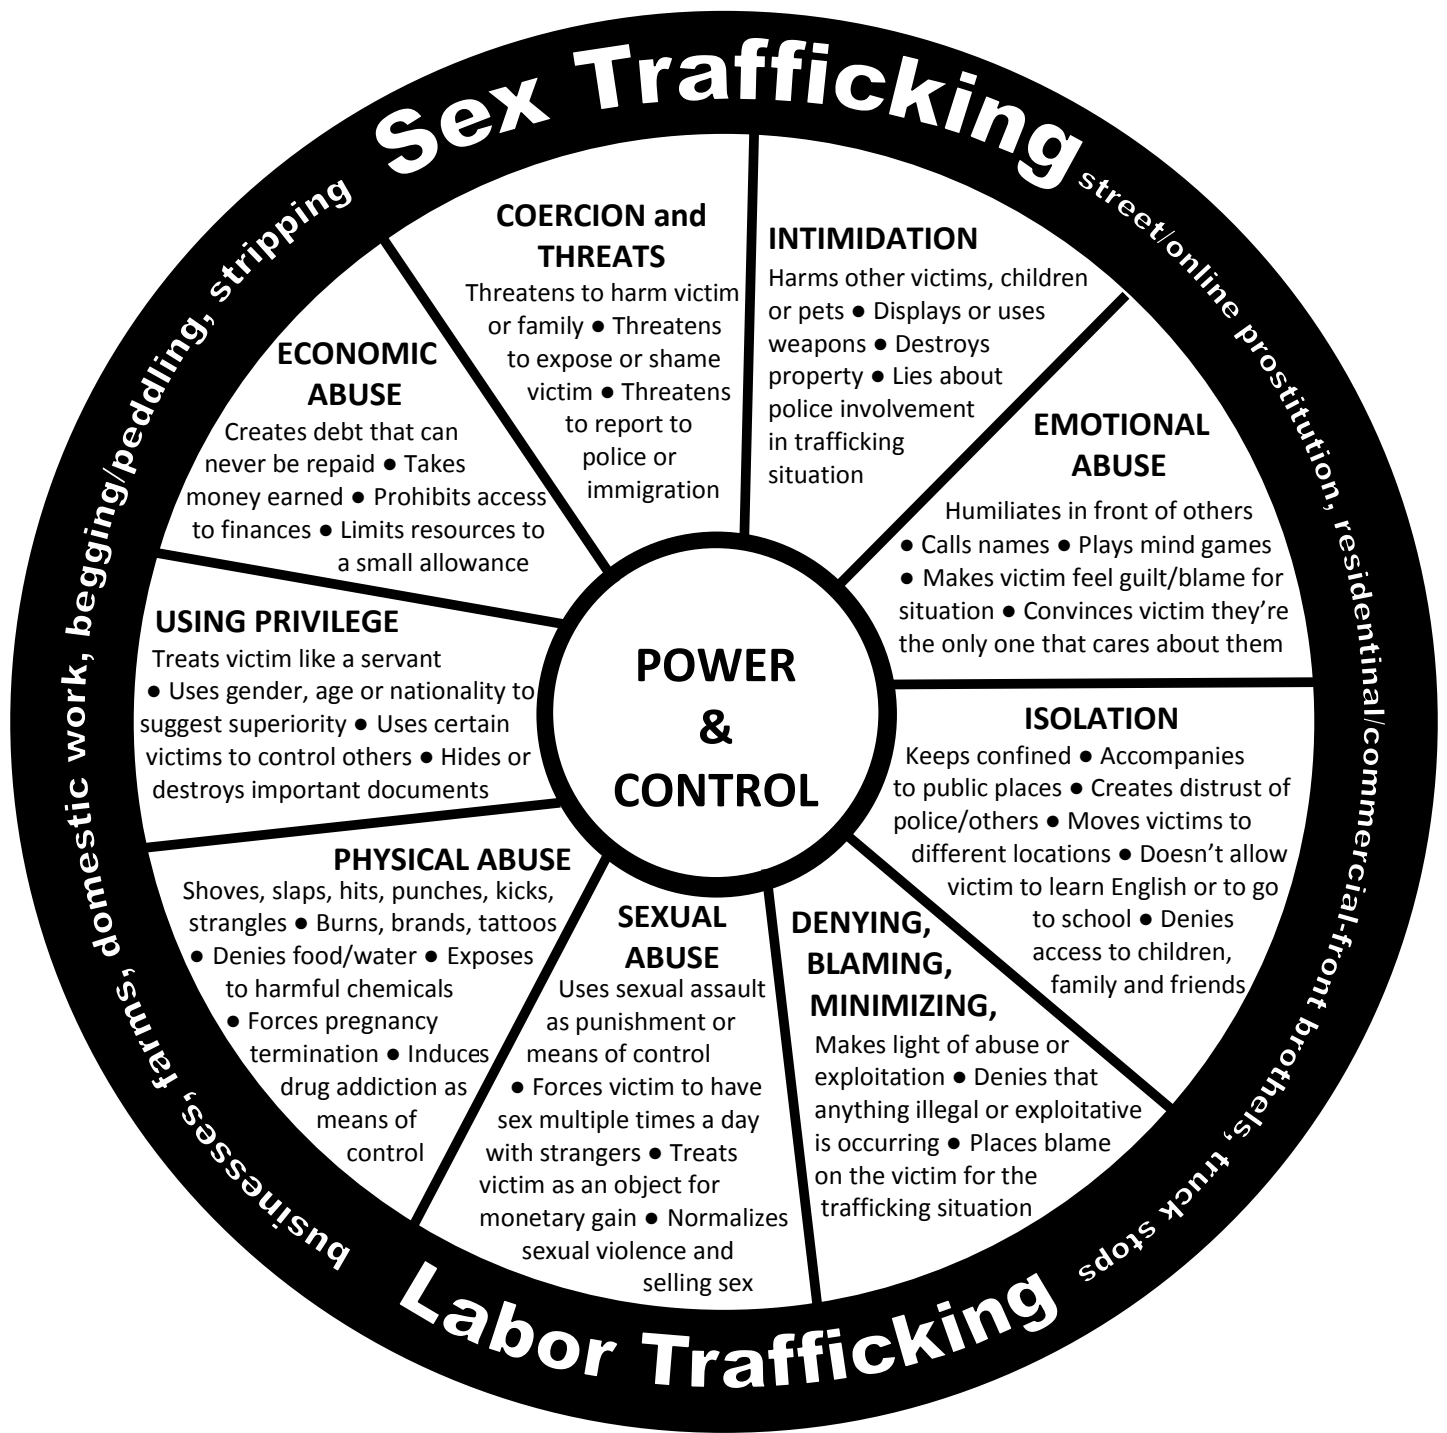 Sex Trafficking
street/online prostitution, residentinal/commercial-front brothels, truck stops
Labor Trafficking
businesses, farms, domestic work, begging/peddling, stripping
POWER
&
CONTROL
COERCION and
THREATS
Threatens to harm victim
or family ● Threatens
to expose or shame
victim ● Threatens
to report to
police or
immigration
INTIMIDATION
Harms other victims, children
or pets ● Displays or uses
weapons ● Destroys
property ● Lies about
police involvement
in trafficking
situation
EMOTIONAL
ABUSE
Humiliates in front of others
● Calls names ● Plays mind games
● Makes victim feel guilt/blame for
situation ● Convinces victim they’re
the only one that cares about them
ISOLATION
Keeps confined ● Accompanies
to public places ● Creates distrust of
police/others ● Moves victims to
different locations ● Doesn’t allow
victim to learn English or to go
to school ● Denies
access to children,
family and friends
DENYING,
BLAMING,
MINIMIZING,
Makes light of abuse or
exploitation ● Denies that
anything illegal or exploitative
is occurring ● Places blame
on the victim for the
trafficking situation
SEXUAL
ABUSE
Uses sexual assault
as punishment or
means of control
● Forces victim to have
sex multiple times a day
with strangers ● Treats
victim as an object for
monetary gain ● Normalizes
sexual violence and
selling sex
PHYSICAL ABUSE
Shoves, slaps, hits, punches, kicks,
strangles ● Burns, brands, tattoos
● Denies food/water ● Exposes
to harmful chemicals
● Forces pregnancy
termination ● Induces
drug addiction as
means of
control
USING PRIVILEGE
Treats victim like a servant
● Uses gender, age or nationality to
suggest superiority ● Uses certain
victims to control others ● Hides or
destroys important documents
ECONOMIC
ABUSE
Creates debt that can
never be repaid ● Takes
money earned ● Prohibits access
to finances ● Limits resources to
a small allowance